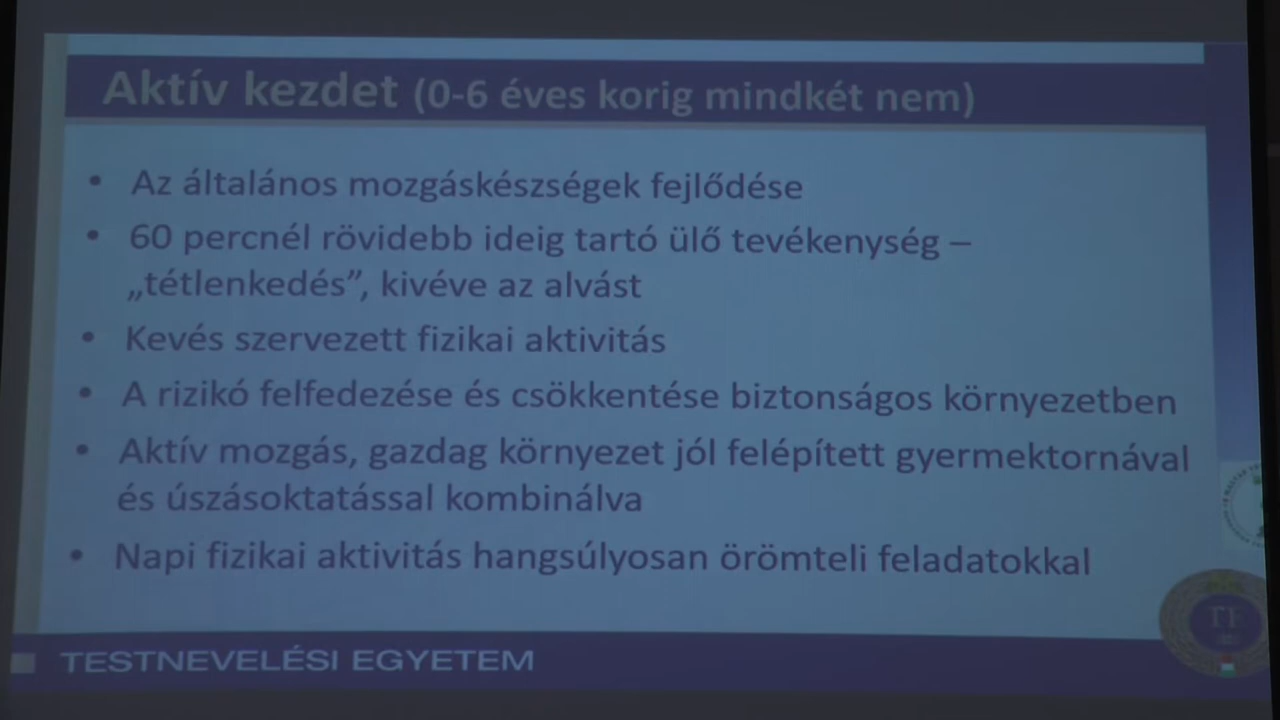 Aktív kezdet (0-6 éves korig mindkét nem)
• Az általános mozgáskészségek fejlődése
• 60 percnél rövidebb ideig tartó ülő tevékenység –
„tétlenkedés”, kivéve az alvást
• Kevés szervezett fizikai aktivitás
• A rizikó felfedezése és csökkentése biztonságos környezetben
• Aktív mozgás, gazdag környezet jól felépített gyermektornával
és úszásoktatással kombinálva
• Napi fizikai aktivitás hangsúlyosan örömteli feladatokkal
TF
TESTNEVELÉSI EGYETEM